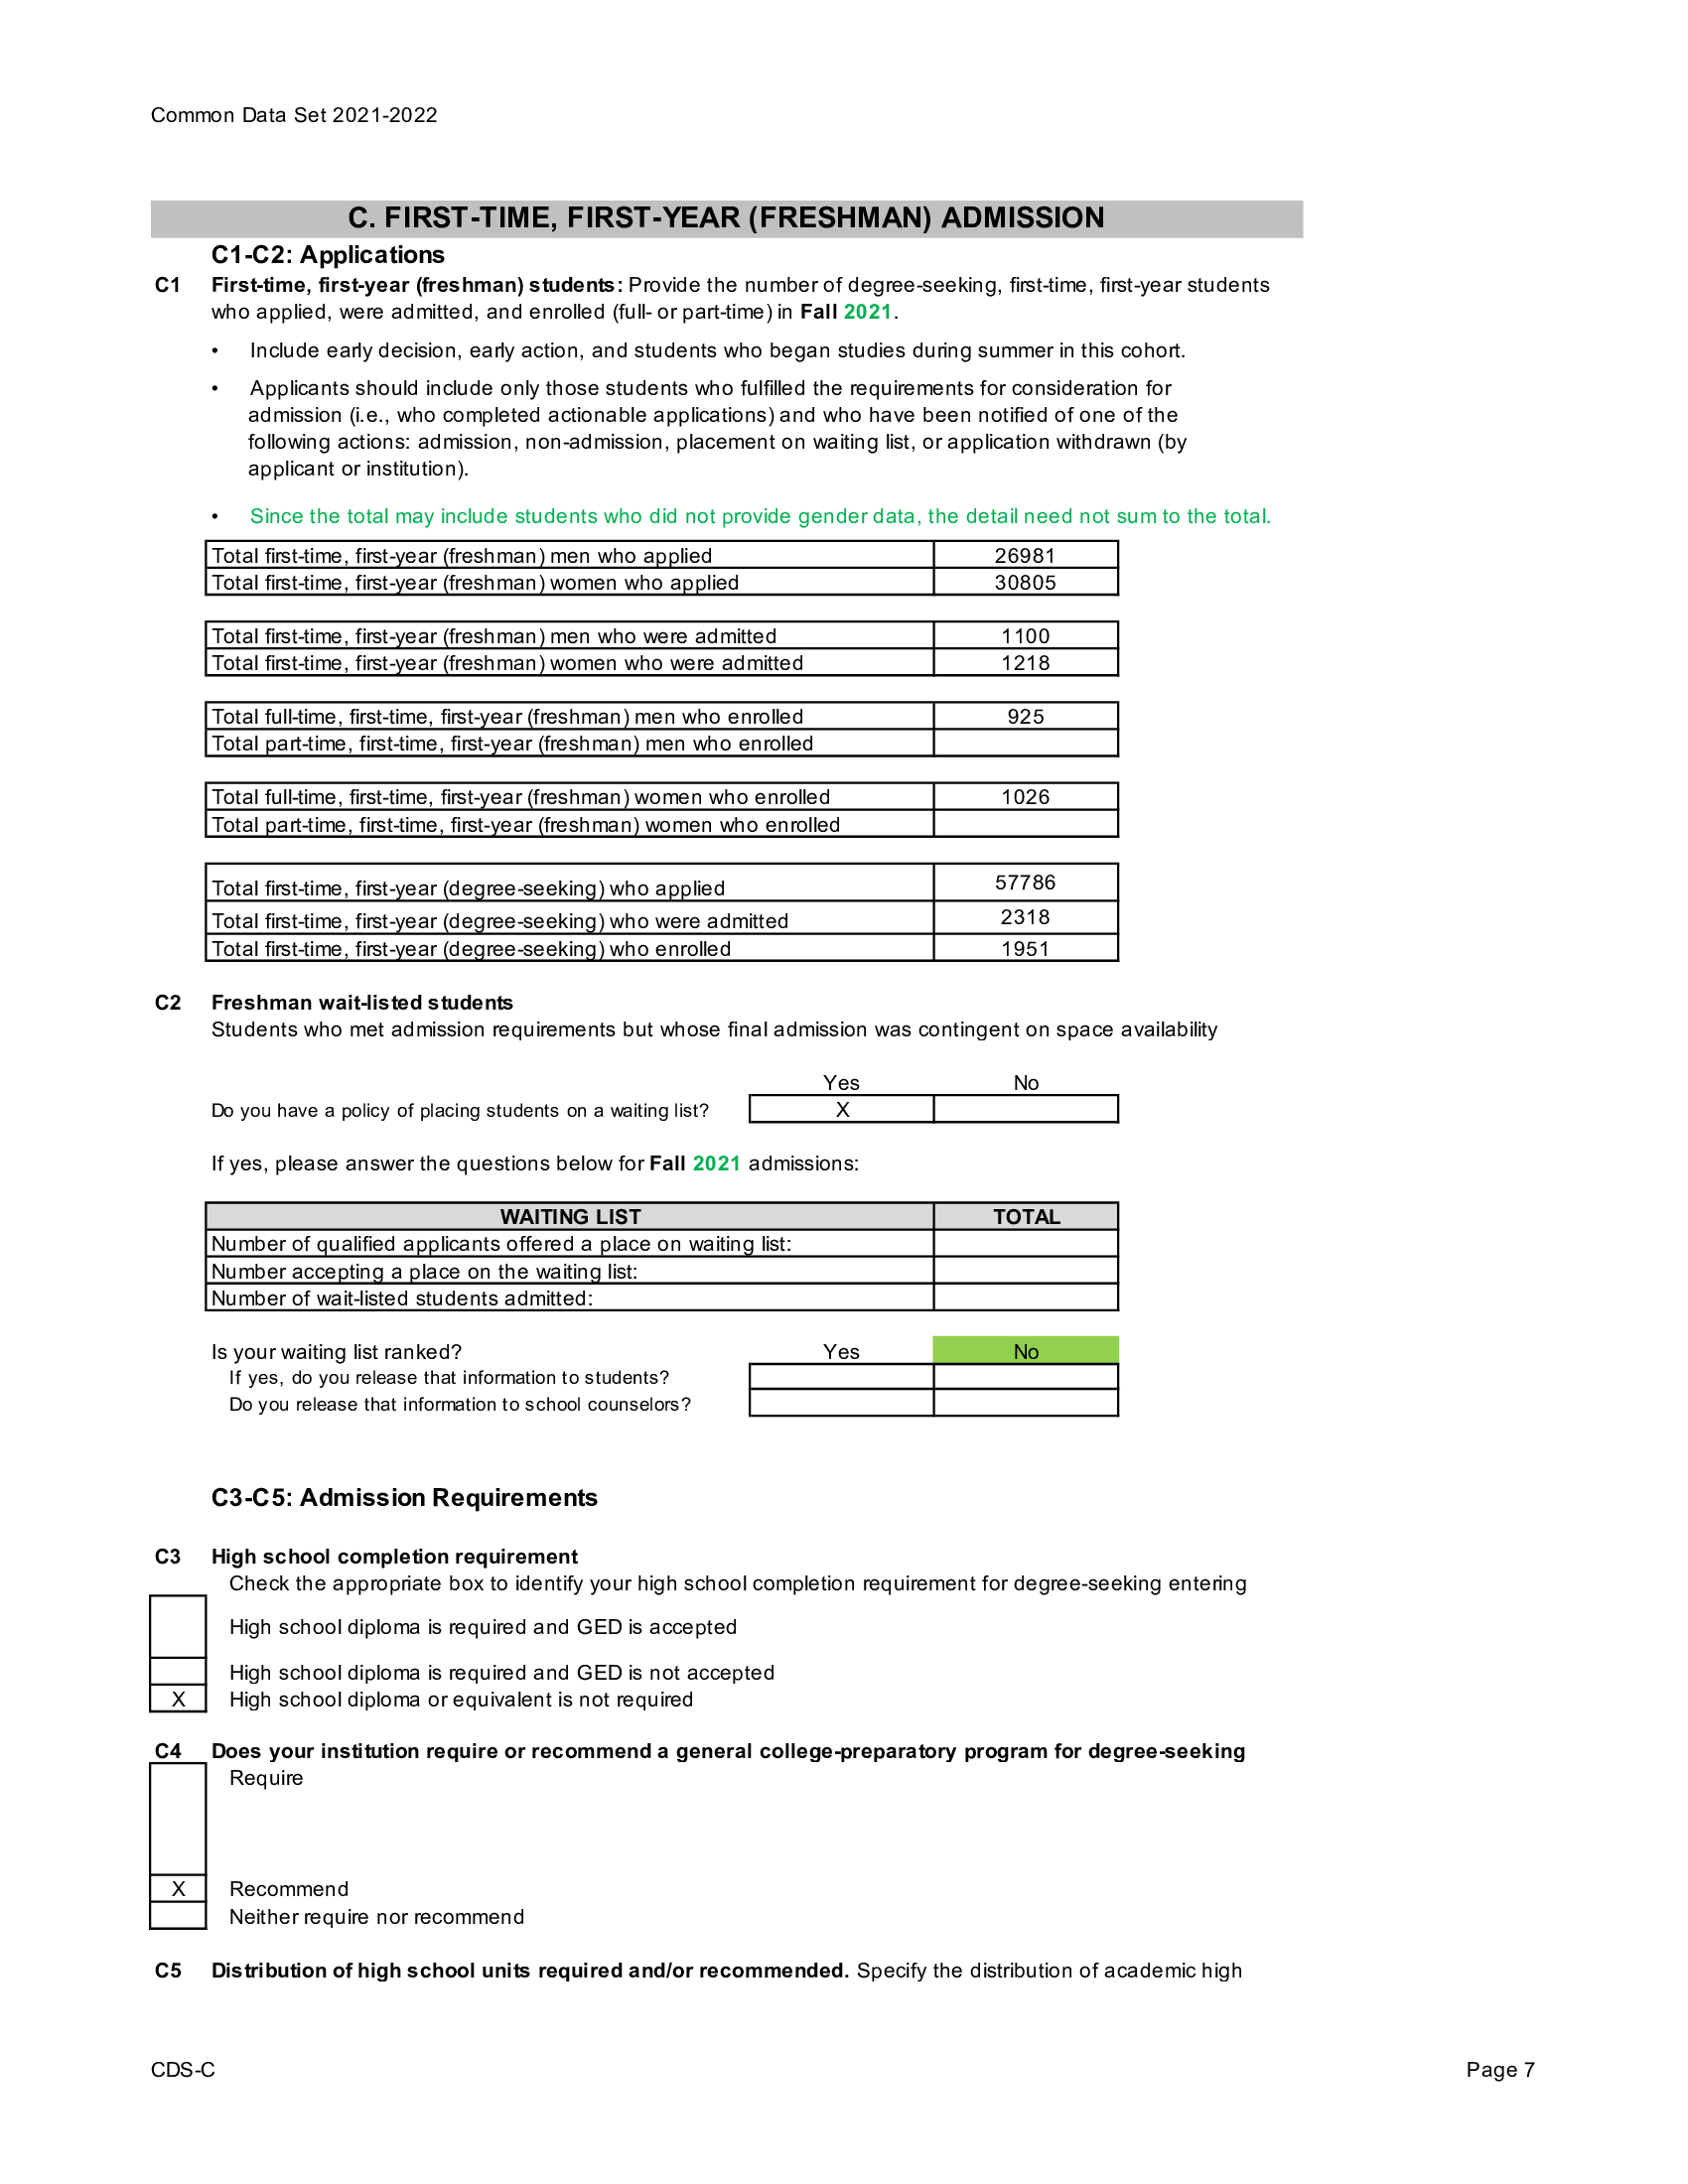 Common Data Set 2021-2022
C. FIRST-TIME, FIRST-YEAR (FRESHMAN) ADMISSION
C1-C2: Applications
C1 First-time, first-year (freshman) students: Provide the number of degree-seeking, first-time, first-year students
who applied, were admitted, and enrolled (full- or part-time) in Fall 2021.
• Include early decision, early action, and students who began studies during summer in this cohort.
• Applicants should include only those students who fulfilled the requirements for consideration for
admission (i.e., who completed actionable applications) and who have been notified of one of the
following actions: admission, non-admission, placement on waiting list, or application withdrawn (by
applicant or institution).
• Since the total may include students who did not provide gender data, the detail need not sum to the total.
Total first-time, first-year (freshman) men who applied 26981
Total first-time, first-year (freshman) women who applied 30805
Total first-time, first-year (freshman) men who were admitted 1100
Total first-time, first-year (freshman) women who were admitted 1218
Total full-time, first-time, first-year (freshman) men who enrolled 925
Total part-time, first-time, first-year (freshman) men who enrolled
Total full-time, first-time, first-year (freshman) women who enrolled 1026
Total part-time, first-time, first-year (freshman) women who enrolled
Total first-time, first-year (degree-seeking) who applied 57786
Total first-time, first-year (degree-seeking) who were admitted 2318
Total first-time, first-year (degree-seeking) who enrolled 1951
C2 Freshman wait-listed students
Students who met admission requirements but whose final admission was contingent on space availability
Yes No
Do you have a policy of placing students on a waiting list? X
If yes, please answer the questions below for Fall 2021 admissions:
WAITING LIST TOTAL
Number of qualified applicants offered a place on waiting list:
Number accepting a place on the waiting list:
Number of wait-listed students admitted:
Is your waiting list ranked? Yes No
If yes, do you release that information to students?
Do you release that information to school counselors?
C3-C5: Admission Requirements
C3 High school completion requirement
Check the appropriate box to identify your high school completion requirement for degree-seeking entering
High school diploma is required and GED is accepted
High school diploma is required and GED is not accepted
X High school diploma or equivalent is not required
C4 Does your institution require or recommend a general college-preparatory program for degree-seeking
Require
X Recommend
Neither require nor recommend
C5 Distribution of high school units required and/or recommended. Specify the distribution of academic high
CDS-C Page 7